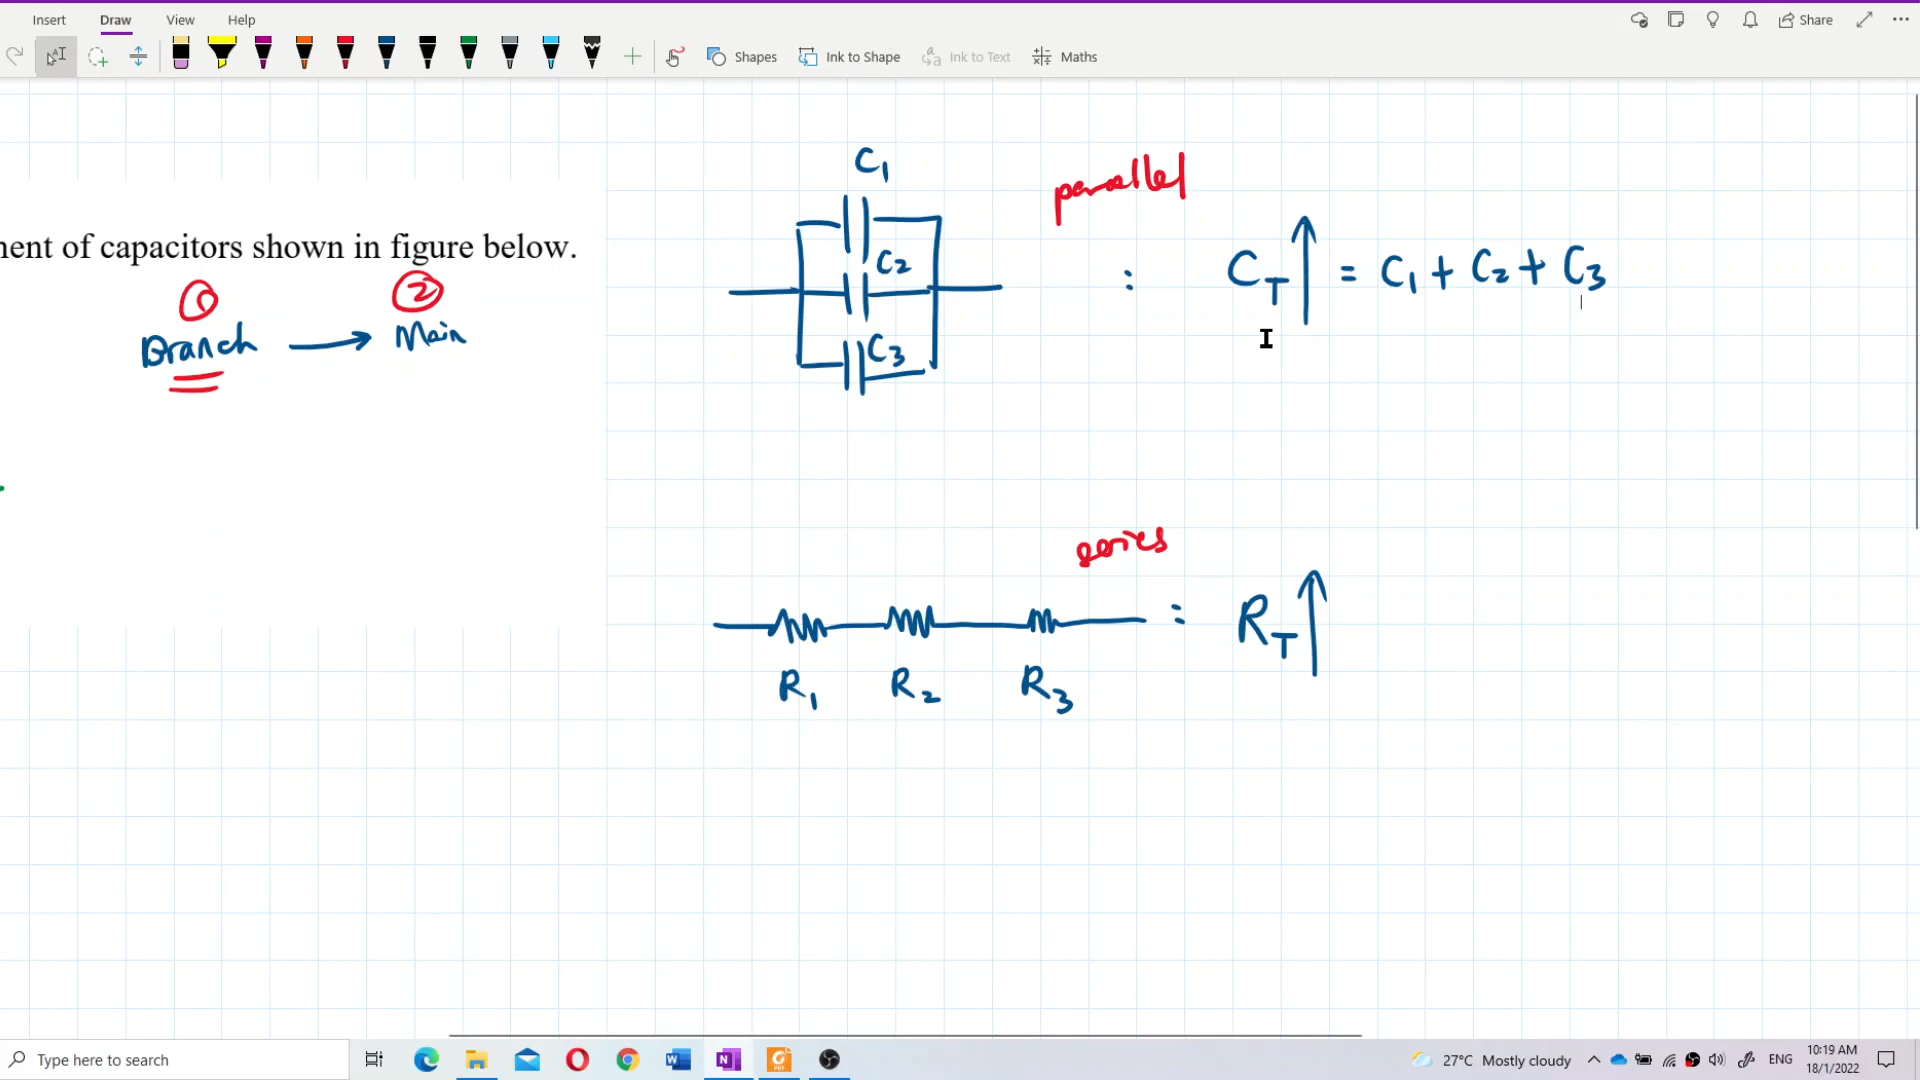 Insert Draw View Help
Share
Shapes Ink to Shape Ink to Text Maths
ment of capacitors shown in figure below.
① ②
Branch → Main
C1
C2
C3
parallel
: CT↑ = C1 + C2 + C3
series
: RT↑
R1 R2 R3
Type here to search
27°C Mostly cloudy
ENG
10:19 AM
18/1/2022